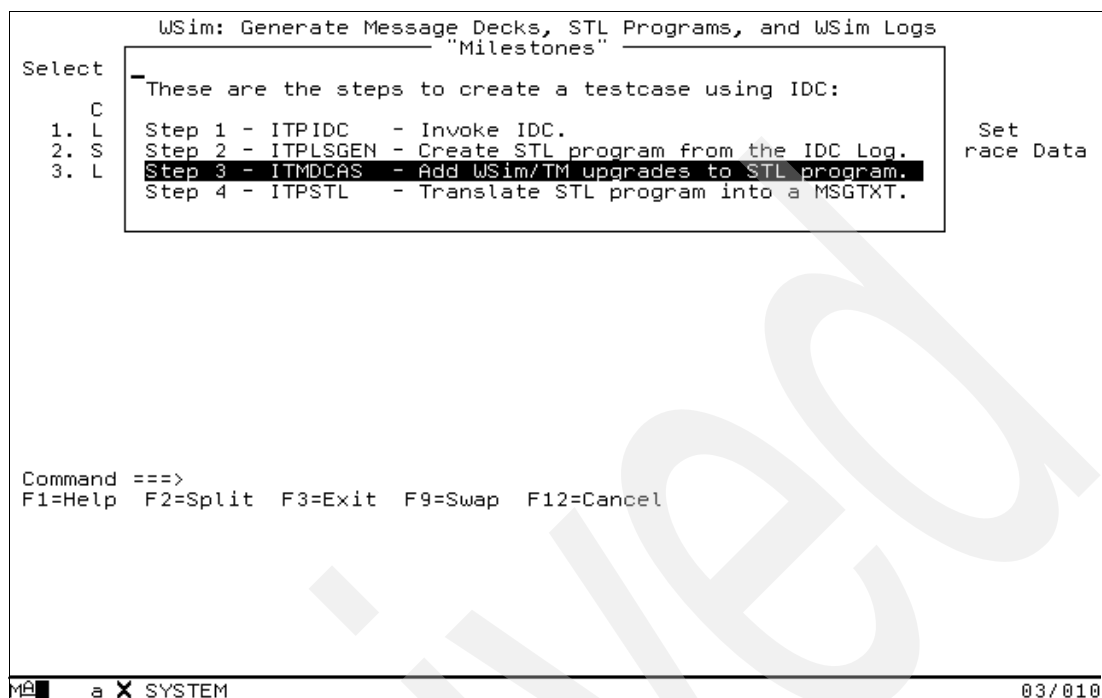 WSim: Generate Message Decks, STL Programs, and WSim Logs
"Milestones"
Select
These are the steps to create a testcase using IDC:
C
1. L Step 1 - ITPIDC - Invoke IDC. Set
2. S Step 2 - ITPLSGEN - Create STL program from the IDC Log. race Data
3. L Step 3 - ITMDCAS - Add WSim/TM upgrades to STL program.
Step 4 - ITPSTL - Translate STL program into a MSGTXT.
Command ===>
F1=Help F2=Split F3=Exit F9=Swap F12=Cancel
MA a X SYSTEM 03/010